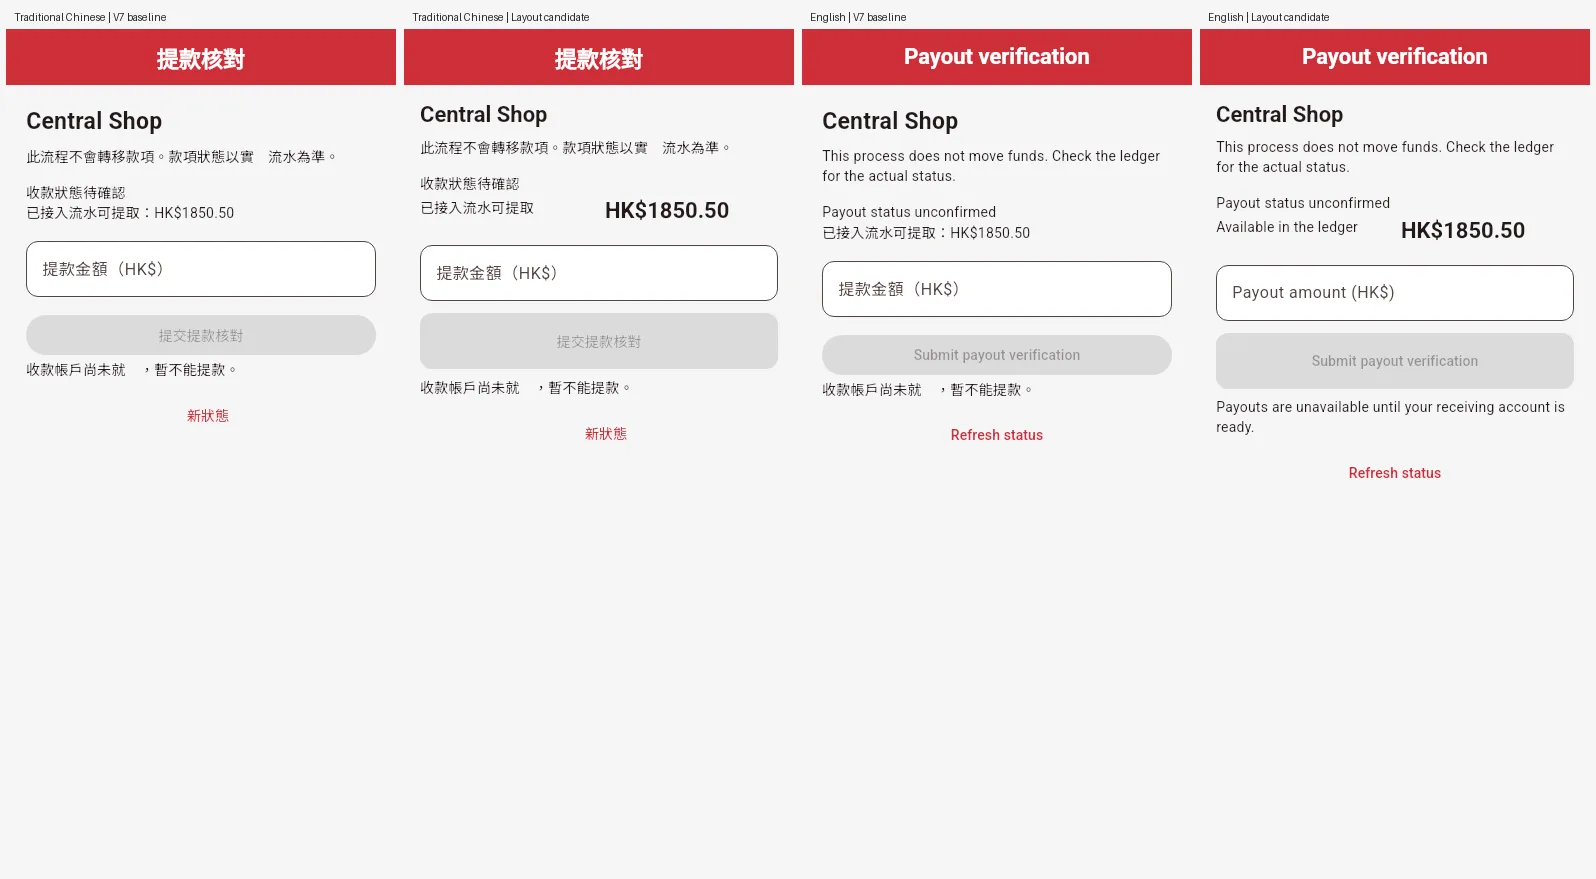 Traditional Chinese | V7 baseline
提款核對
Central Shop
此流程不會轉移款項。款項狀態以實 流水為準。
收款狀態待確認
已接入流水可提取：HK$1850.50
提款金額（HK$）
提交提款核對
收款帳戶尚未就 ，暫不能提款。
新狀態
Traditional Chinese | Layout candidate
提款核對
Central Shop
此流程不會轉移款項。款項狀態以實 流水為準。
收款狀態待確認
已接入流水可提取 HK$1850.50
提款金額（HK$）
提交提款核對
收款帳戶尚未就 ，暫不能提款。
新狀態
English | V7 baseline
Payout verification
Central Shop
This process does not move funds. Check the ledger
for the actual status.
Payout status unconfirmed
已接入流水可提取：HK$1850.50
提款金額（HK$）
Submit payout verification
收款帳戶尚未就 ，暫不能提款。
Refresh status
English | Layout candidate
Payout verification
Central Shop
This process does not move funds. Check the ledger
for the actual status.
Payout status unconfirmed
Available in the ledger HK$1850.50
Payout amount (HK$)
Submit payout verification
Payouts are unavailable until your receiving account is
ready.
Refresh status